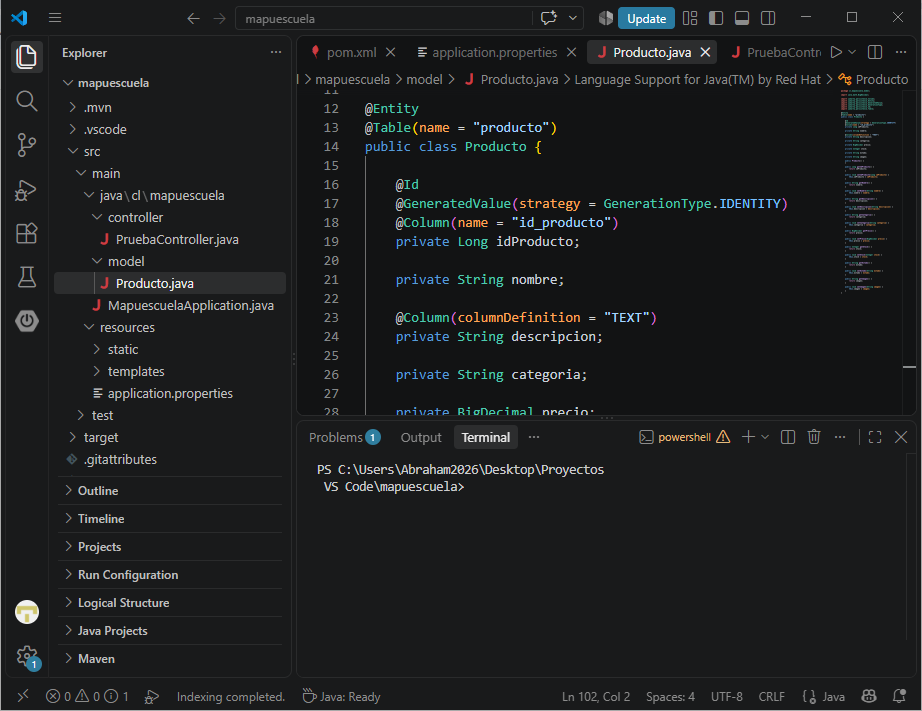 mapuescuela
Update
Explorer
mapuescuela
.mvn
.vscode
src
main
java\cl\mapuescuela
controller
PruebaController.java
model
Producto.java
MapuescuelaApplication.java
resources
static
templates
application.properties
test
target
.gitattributes
Outline
Timeline
Projects
Run Configuration
Logical Structure
Java Projects
Maven
pom.xml
application.properties
Producto.java
PruebaContr
mapuescuela > model > Producto.java > Language Support for Java(TM) by Red Hat > Producto
11
12 @Entity
13 @Table(name = "producto")
14 public class Producto {
15
16 @Id
17 @GeneratedValue(strategy = GenerationType.IDENTITY)
18 @Column(name = "id_producto")
19 private Long idProducto;
20
21 private String nombre;
22
23 @Column(columnDefinition = "TEXT")
24 private String descripcion;
25
26 private String categoria;
27
28 private BigDecimal precio;
Problems 1 Output Terminal
powershell
PS C:\Users\Abraham2026\Desktop\Proyectos
VS Code\mapuescuela>
1
0 0 1 Indexing completed. Java: Ready Ln 102, Col 2 Spaces: 4 UTF-8 CRLF {} Java